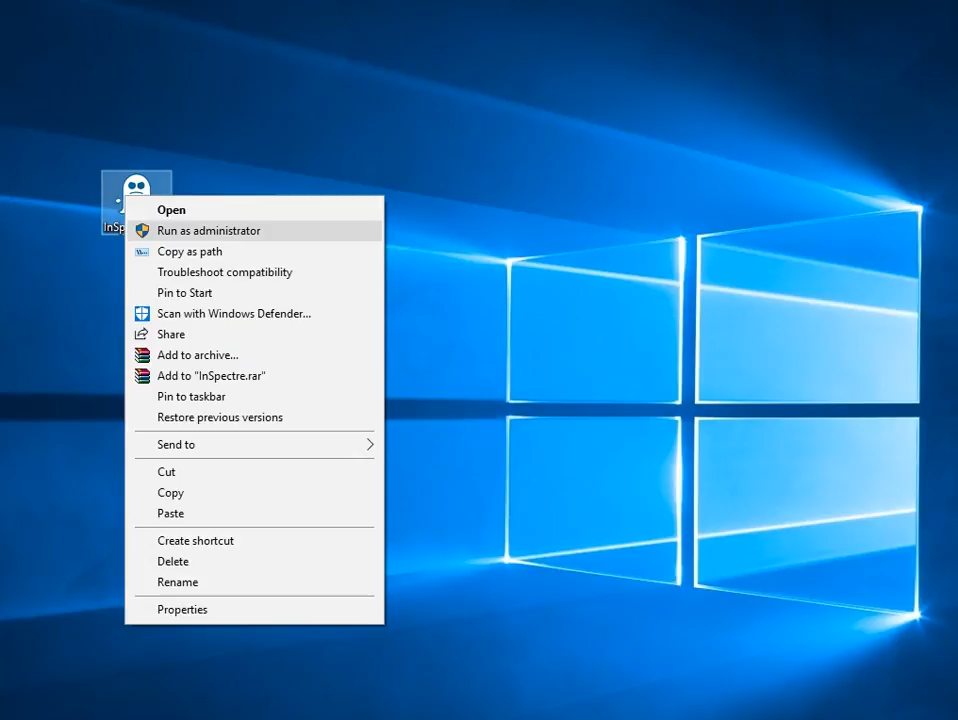 Open
InSp
Run as administrator
Copy as path
Troubleshoot compatibility
Pin to Start
Scan with Windows Defender...
Share
Add to archive...
Add to "InSpectre.rar"
Pin to taskbar
Restore previous versions
Send to
Cut
Copy
Paste
Create shortcut
Delete
Rename
Properties